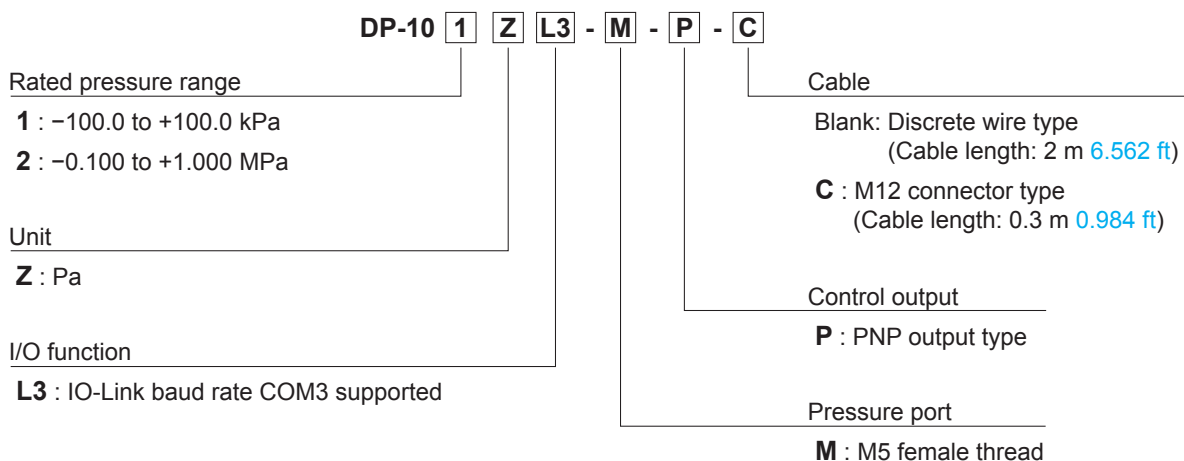 DP-10 1 Z L3 - M - P - C
Rated pressure range
1 : −100.0 to +100.0 kPa
2 : −0.100 to +1.000 MPa
Unit
Z : Pa
I/O function
L3 : IO-Link baud rate COM3 supported
Cable
Blank: Discrete wire type
(Cable length: 2 m 6.562 ft)
C : M12 connector type
(Cable length: 0.3 m 0.984 ft)
Control output
P : PNP output type
Pressure port
M : M5 female thread